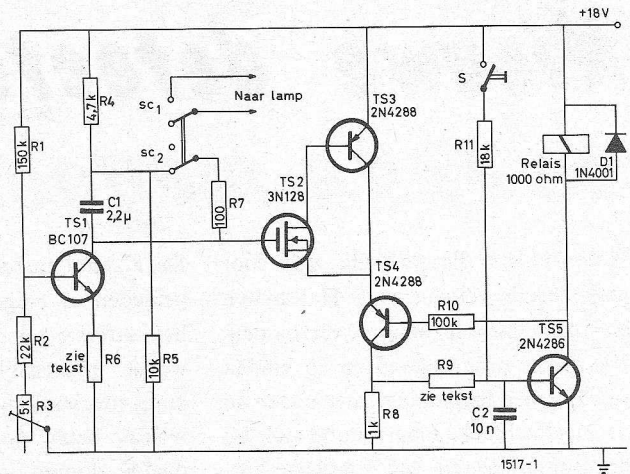 +18V
4,7k
R4
sc1
Naar lamp
sc2
150k
R1
C1
2,2µ
TS1
BC107
R7
100
TS2
3N128
TS3
2N4288
S
R11
18k
Relais
1000 ohm
D1
1N4001
TS4
2N4288
R10
100k
TS5
2N4286
R2
22k
zie
tekst
R6
10k
R5
R9
zie tekst
R3
5k
R8
1k
C2
10n
1517-1